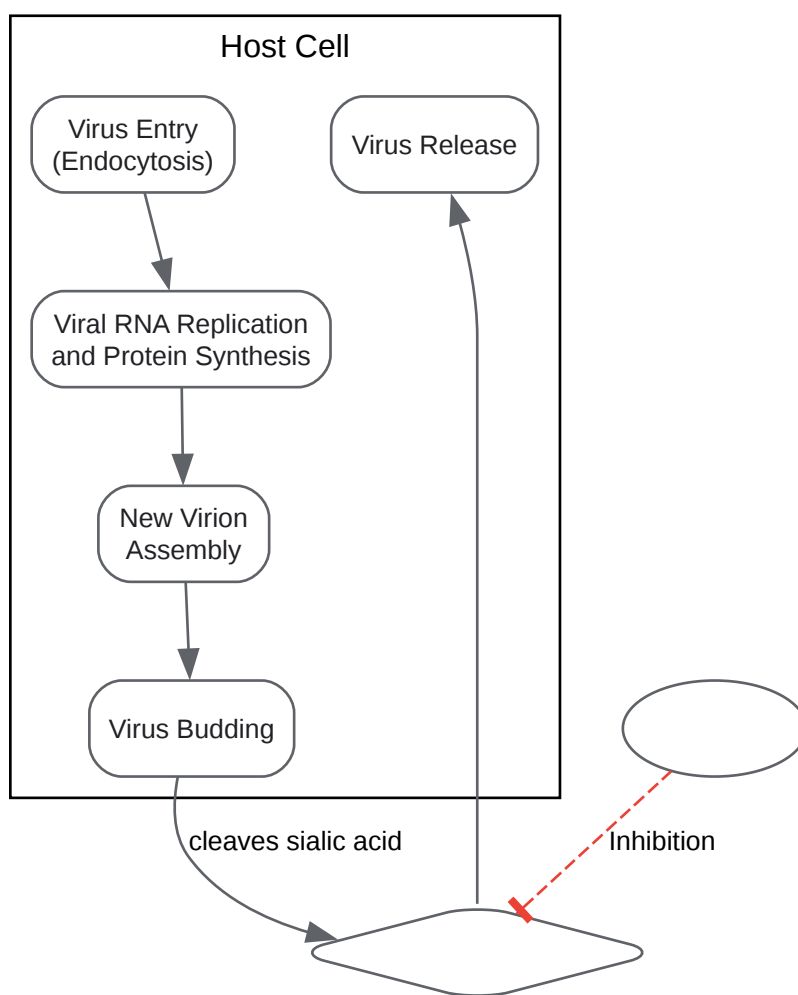 Host Cell
Virus Entry
(Endocytosis)
Virus Release
Viral RNA Replication
and Protein Synthesis
New Virion
Assembly
Virus Budding
cleaves sialic acid
Inhibition